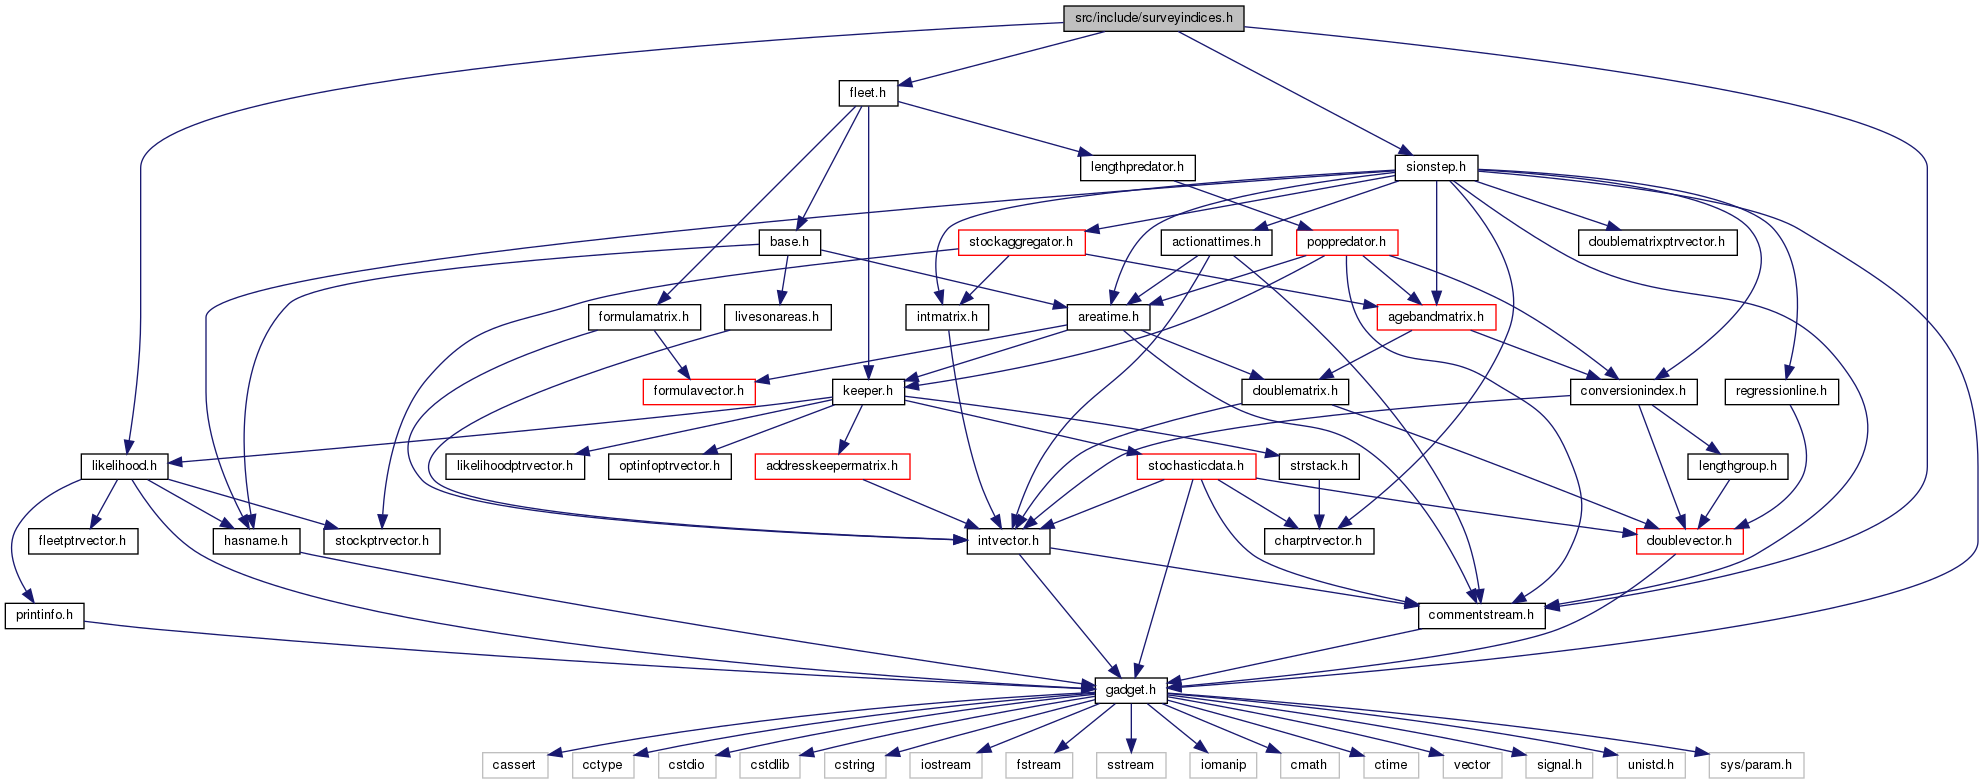 src/include/surveyindices.h
fleet.h
lengthpredator.h
sionstep.h
base.h
stockaggregator.h
actionattimes.h
poppredator.h
doublematrixptrvector.h
formulamatrix.h
livesonareas.h
intmatrix.h
areatime.h
agebandmatrix.h
formulavector.h
keeper.h
doublematrix.h
conversionindex.h
regressionline.h
likelihood.h
likelihoodptrvector.h
optinfoptrvector.h
addresskeepermatrix.h
stochasticdata.h
strstack.h
lengthgroup.h
fleetptrvector.h
hasname.h
stockptrvector.h
intvector.h
charptrvector.h
doublevector.h
printinfo.h
commentstream.h
gadget.h
cassert
cctype
cstdio
cstdlib
cstring
iostream
fstream
sstream
iomanip
cmath
ctime
vector
signal.h
unistd.h
sys/param.h